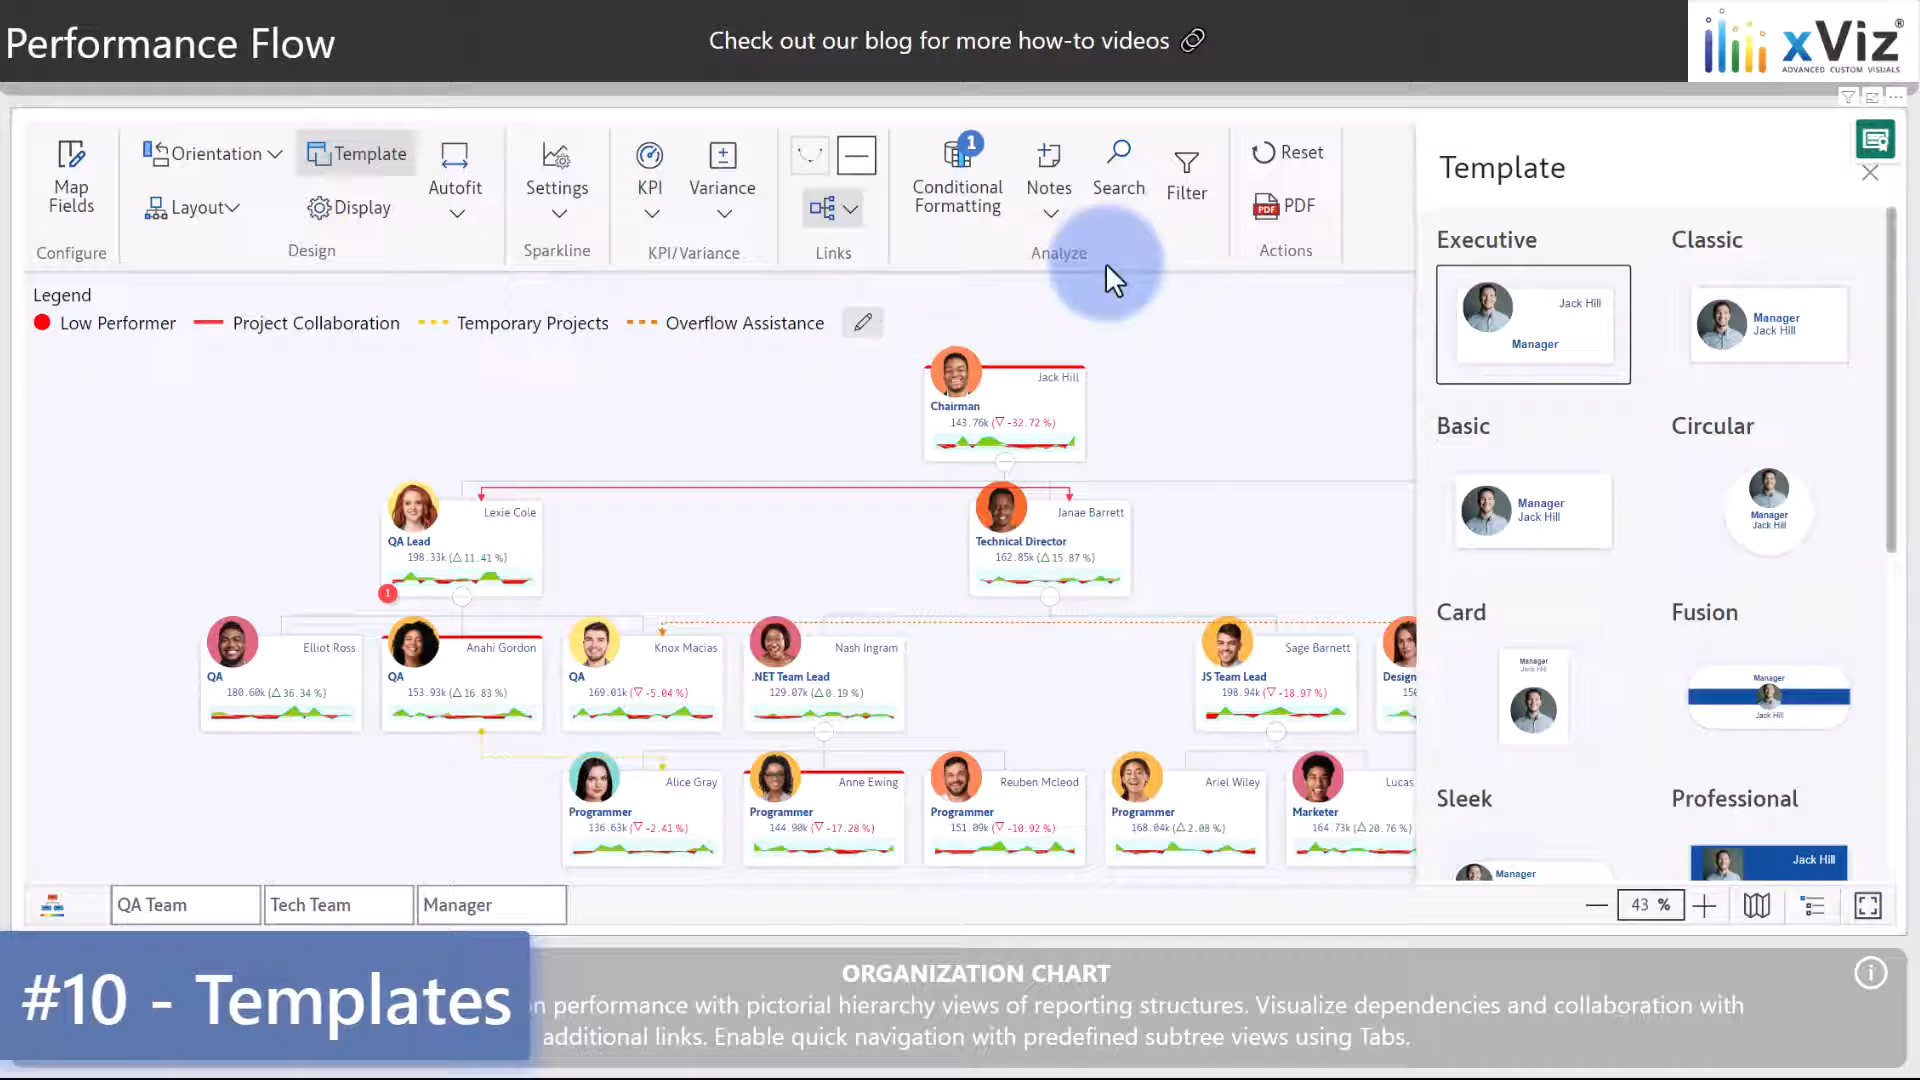 Performance Flow
Check out our blog for more how-to videos
xViz®
ADVANCED CUSTOM VISUALS
Map Fields
Configure
Orientation
Template
Layout
Display
Autofit
Design
Settings
Sparkline
KPI
Variance
KPI/Variance
Links
1
Conditional Formatting
Notes
Search
Filter
Analyze
Reset
PDF
PDF
Actions
Legend
Low Performer
Project Collaboration
Temporary Projects
Overflow Assistance
Jack Hill
Chairman
143.76k (▽ -32.72 %)
Lexie Cole
QA Lead
198.33k (△ 11.41 %)
1
Janae Barrett
Technical Director
162.85k (△ 15.87 %)
Elliot Ross
QA
180.60k (△ 36.34 %)
Anahi Gordon
QA
153.93k (△ 16.83 %)
Knox Macias
QA
169.01k (▽ -5.04 %)
Nash Ingram
.NET Team Lead
129.07k (△ 0.19 %)
Sage Barnett
JS Team Lead
198.94k (▽ -18.97 %)
Design
Alice Gray
Programmer
136.63k (▽ -2.41 %)
Anne Ewing
Programmer
144.90k (▽ -17.28 %)
Reuben Mcleod
Programmer
151.09k (▽ -10.92 %)
Ariel Wiley
Programmer
168.04k (△ 2.08 %)
Lucas
Marketer
164.73k (△ 20.76 %)
Template
Executive
Jack Hill
Manager
Classic
Manager
Jack Hill
Basic
Manager
Jack Hill
Circular
Manager
Jack Hill
Card
Manager
Jack Hill
Fusion
Manager
Jack Hill
Sleek
Manager
Professional
Jack Hill
QA Team
Tech Team
Manager
43 %
#10 - Templates
ORGANIZATION CHART
n performance with pictorial hierarchy views of reporting structures. Visualize dependencies and collaboration with
additional links. Enable quick navigation with predefined subtree views using Tabs.